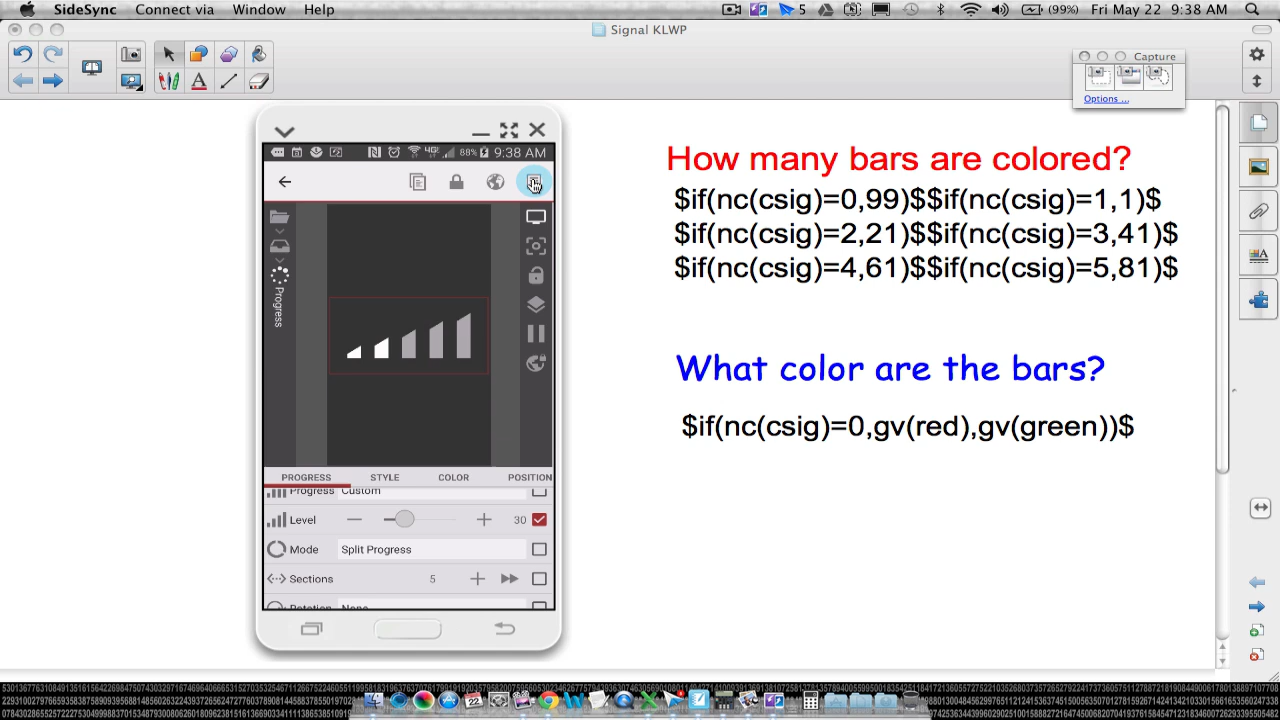 SideSync Connect via Window Help
5
(99%) Fri May 22 9:38 AM
Signal KLWP
Capture
Options ...
4G 88% 9:38 AM
Progress
PROGRESS STYLE COLOR POSITION
Progress Custom
Level 30
Mode Split Progress
Sections 5
Rotation None
How many bars are colored?
$if(nc(csig)=0,99)$$if(nc(csig)=1,1)$
$if(nc(csig)=2,21)$$if(nc(csig)=3,41)$
$if(nc(csig)=4,61)$$if(nc(csig)=5,81)$
What color are the bars?
$if(nc(csig)=0,gv(red),gv(green))$